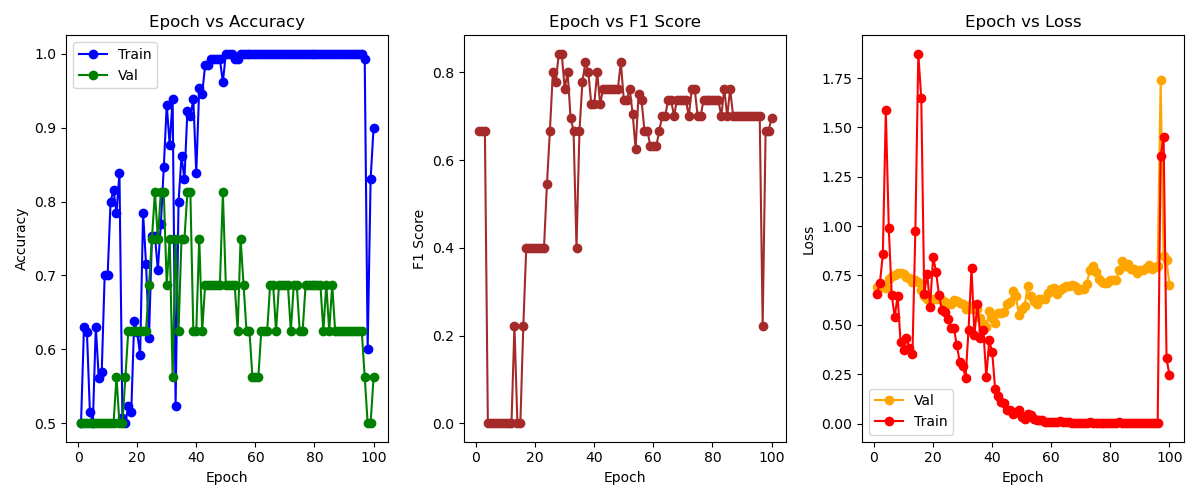 Epoch vs Accuracy
Accuracy
1.0
0.9
0.8
0.7
0.6
0.5
Train
Val
0
20
40
60
80
100
Epoch
Epoch vs F1 Score
F1 Score
0.8
0.6
0.4
0.2
0.0
0
20
40
60
80
100
Epoch
Epoch vs Loss
Loss
1.75
1.50
1.25
1.00
0.75
0.50
0.25
0.00
Val
Train
0
20
40
60
80
100
Epoch